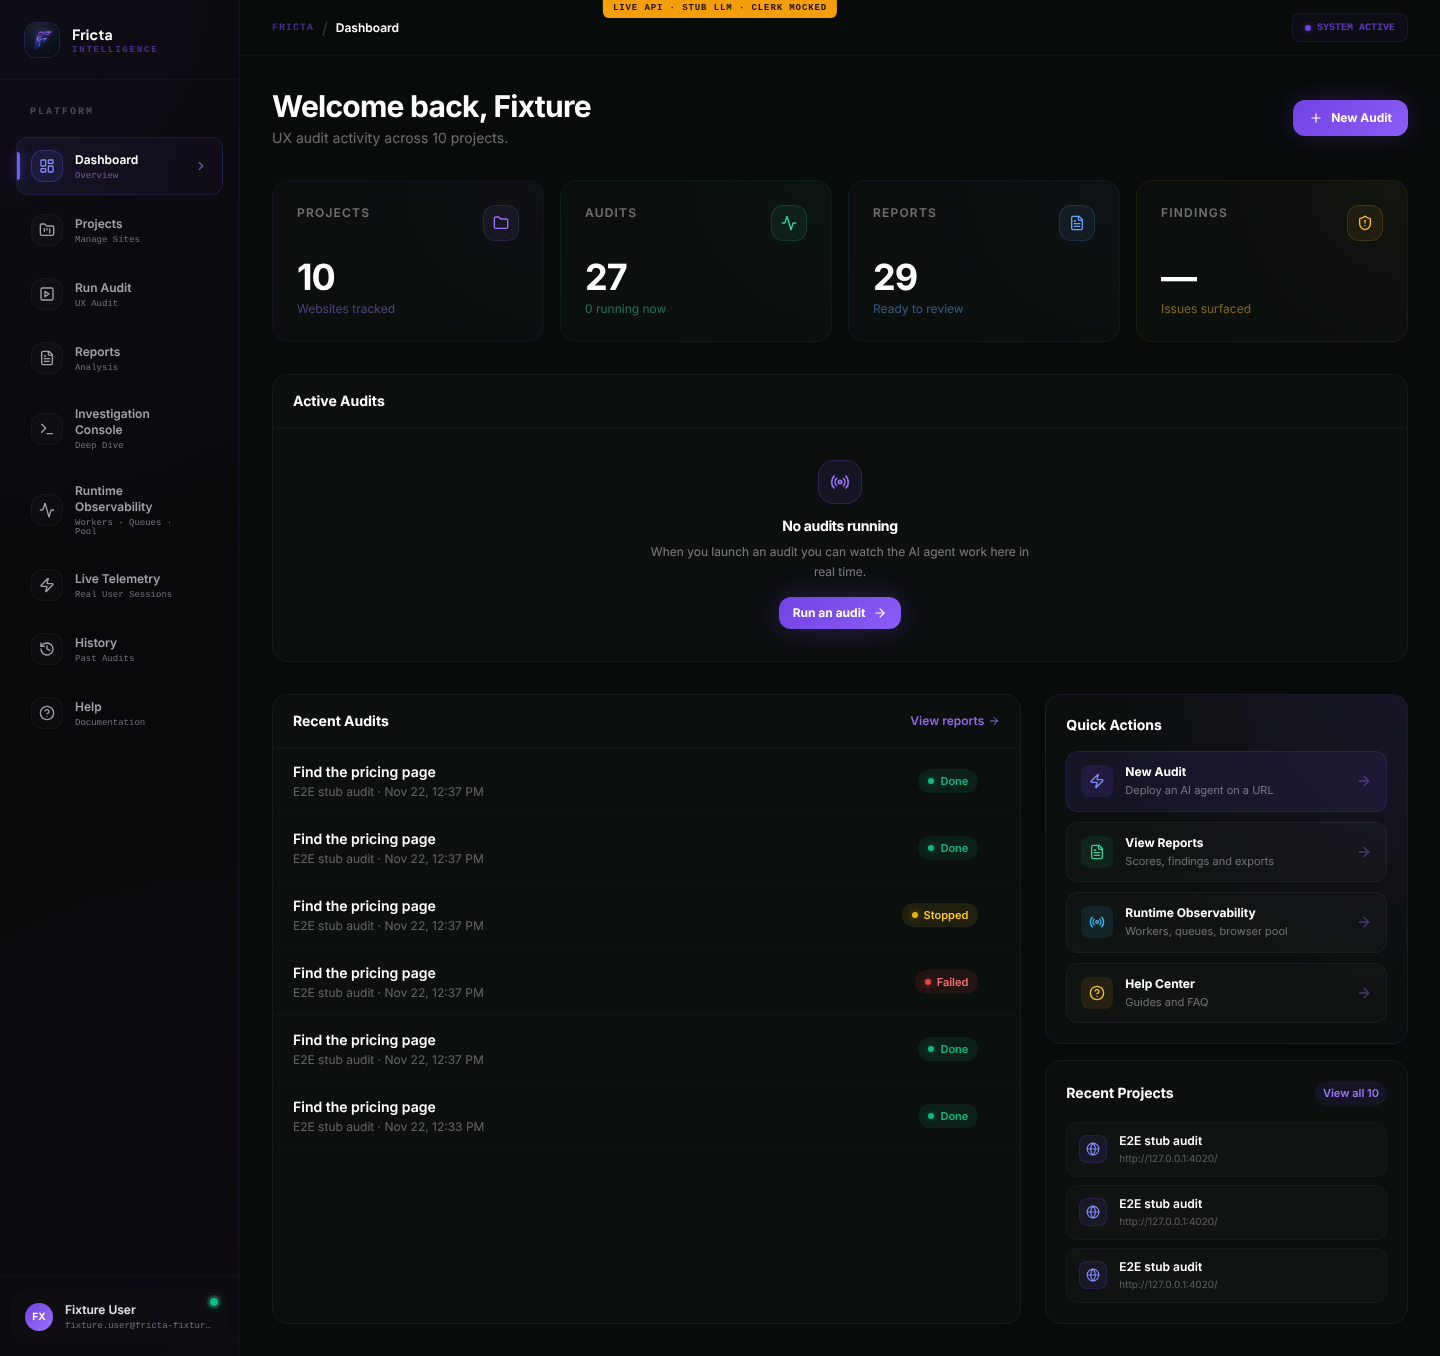 LIVE API · STUB LLM · CLERK MOCKED
Fricta
INTELLIGENCE
FRICTA / Dashboard
SYSTEM ACTIVE
PLATFORM
Dashboard
Overview
Projects
Manage Sites
Run Audit
UX Audit
Reports
Analysis
Investigation
Console
Deep Dive
Runtime
Observability
Workers · Queues ·
Pool
Live Telemetry
Real User Sessions
History
Past Audits
Help
Documentation
FX
Fixture User
fixture.user@fricta-fixtur…
Welcome back, Fixture
UX audit activity across 10 projects.
New Audit
PROJECTS
10
Websites tracked
AUDITS
27
0 running now
REPORTS
29
Ready to review
FINDINGS
—
Issues surfaced
Active Audits
No audits running
When you launch an audit you can watch the AI agent work here in
real time.
Run an audit
Recent Audits
View reports
Find the pricing page
E2E stub audit · Nov 22, 12:37 PM
Done
Find the pricing page
E2E stub audit · Nov 22, 12:37 PM
Done
Find the pricing page
E2E stub audit · Nov 22, 12:37 PM
Stopped
Find the pricing page
E2E stub audit · Nov 22, 12:37 PM
Failed
Find the pricing page
E2E stub audit · Nov 22, 12:37 PM
Done
Find the pricing page
E2E stub audit · Nov 22, 12:33 PM
Done
Quick Actions
New Audit
Deploy an AI agent on a URL
View Reports
Scores, findings and exports
Runtime Observability
Workers, queues, browser pool
Help Center
Guides and FAQ
Recent Projects
View all 10
E2E stub audit
http://127.0.0.1:4020/
E2E stub audit
http://127.0.0.1:4020/
E2E stub audit
http://127.0.0.1:4020/